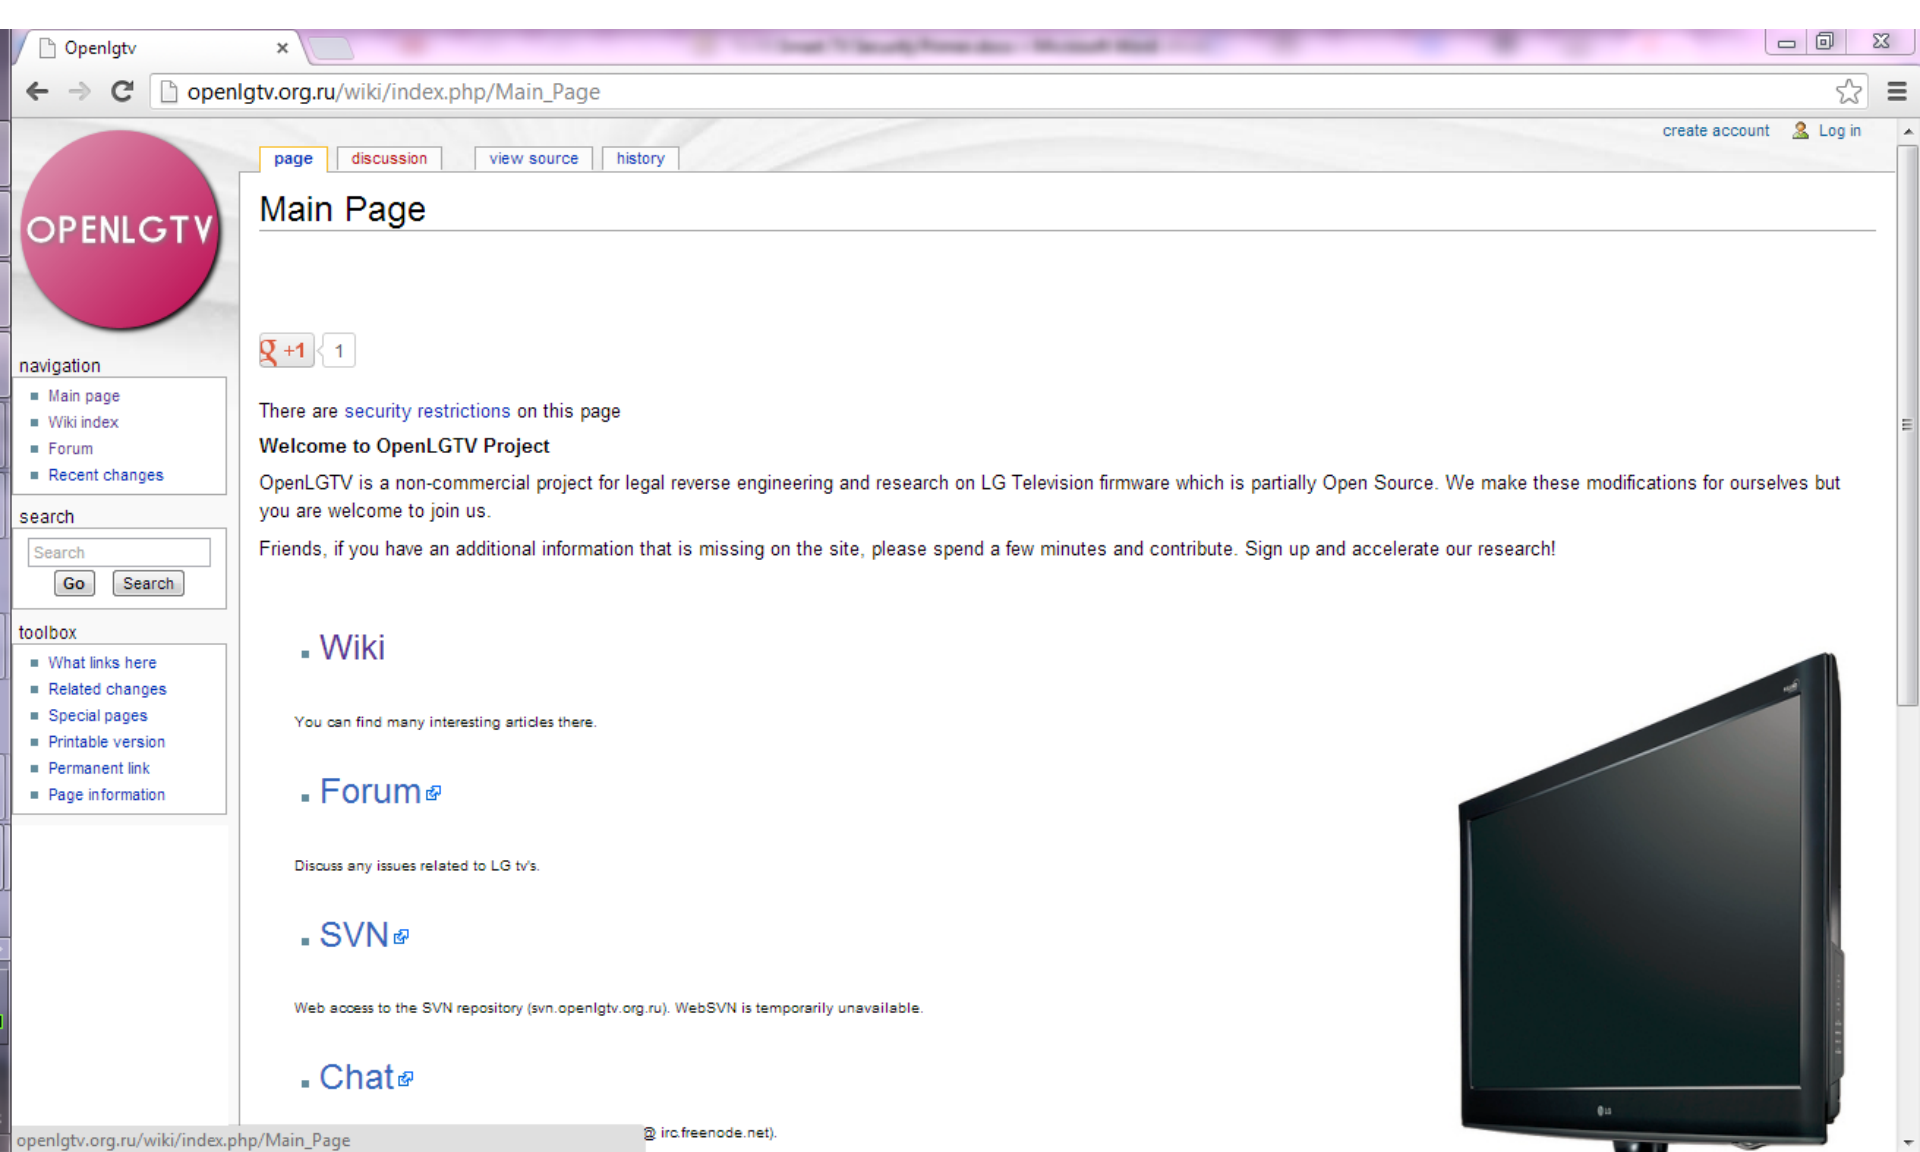 Openlgtv
openlgtv.org.ru/wiki/index.php/Main_Page
create account Log in
page discussion view source history
OPENLGTV
Main Page
g +1 1
navigation
Main page
Wiki index
Forum
Recent changes
search
Search
Go Search
toolbox
What links here
Related changes
Special pages
Printable version
Permanent link
Page information
There are security restrictions on this page
Welcome to OpenLGTV Project
OpenLGTV is a non-commercial project for legal reverse engineering and research on LG Television firmware which is partially Open Source. We make these modifications for ourselves but
you are welcome to join us.
Friends, if you have an additional information that is missing on the site, please spend a few minutes and contribute. Sign up and accelerate our research!
Wiki
You can find many interesting articles there.
Forum
Discuss any issues related to LG tv's.
SVN
Web access to the SVN repository (svn.openlgtv.org.ru). WebSVN is temporarily unavailable.
Chat
@ irc.freenode.net).
LG
openlgtv.org.ru/wiki/index.php/Main_Page